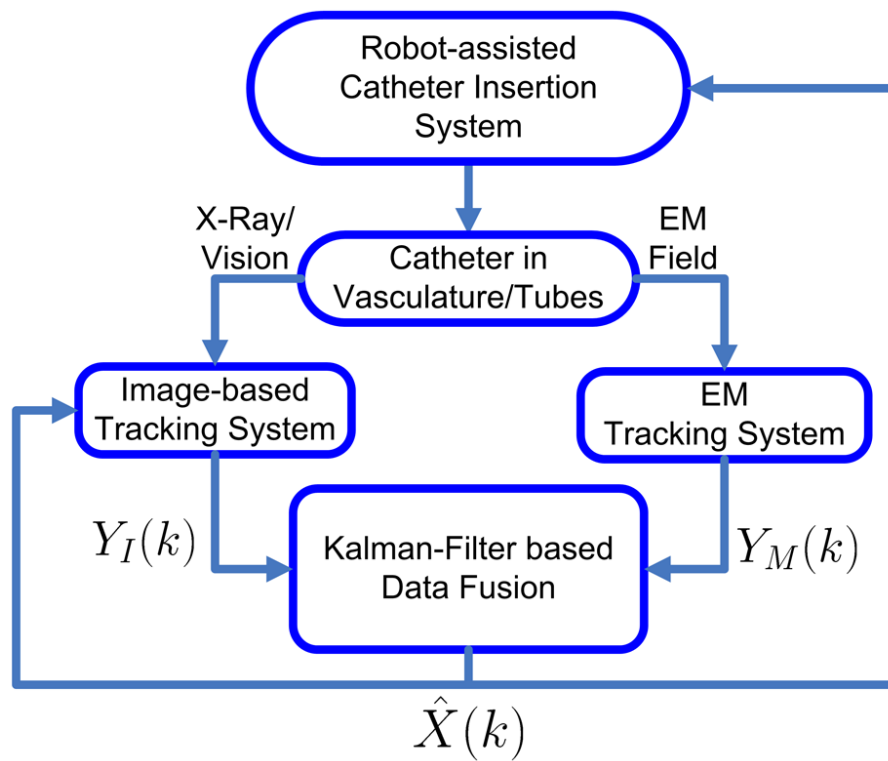 Robot-assisted
Catheter Insertion
System
X-Ray/
Vision
EM
Field
Catheter in
Vasculature/Tubes
Image-based
Tracking System
EM
Tracking System
Y_I(k)
Kalman-Filter based
Data Fusion
Y_M(k)
X̂(k)